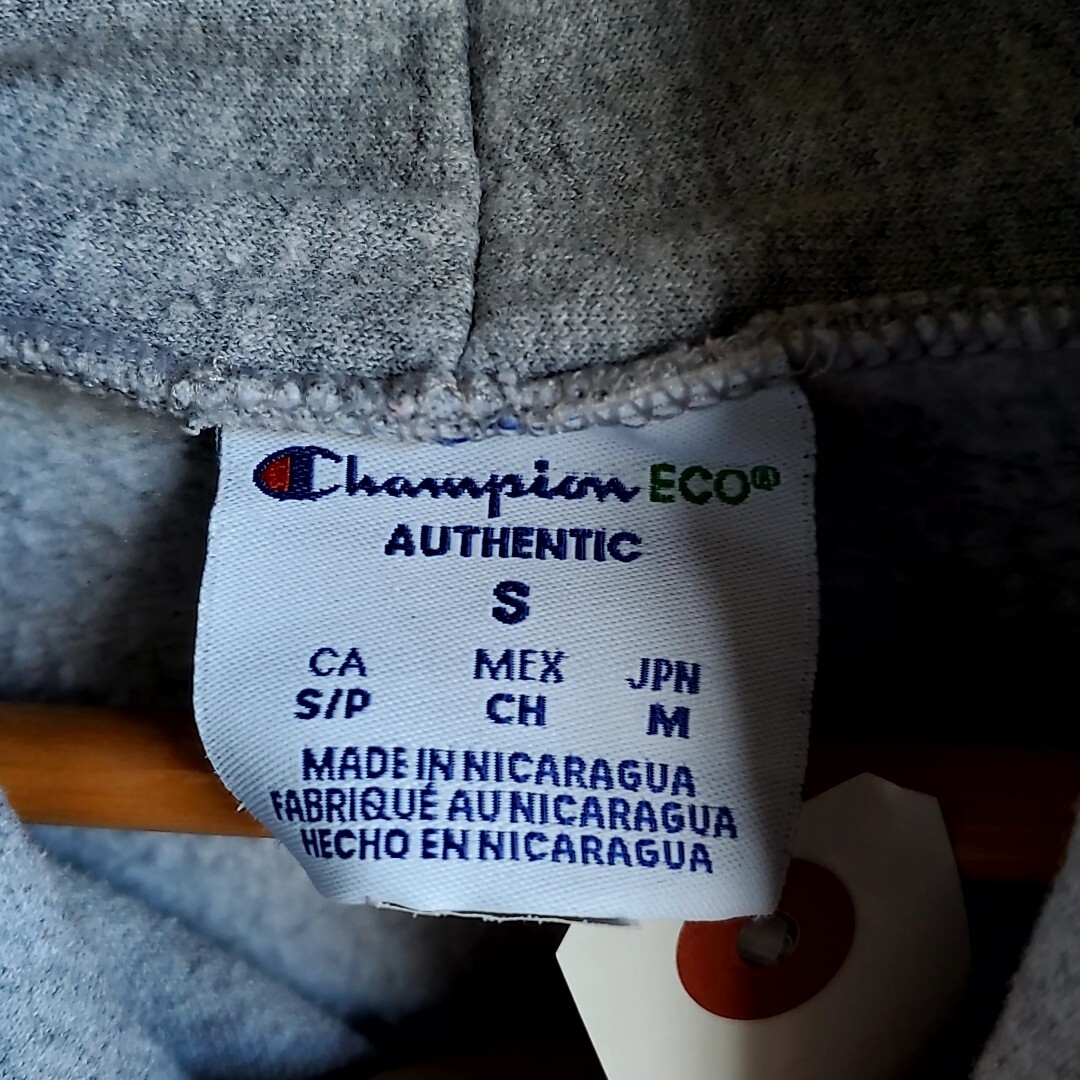 Champion ECO®
AUTHENTIC
S
CA MEX JPN
S/P CH M
MADE IN NICARAGUA
FABRIQUÉ AU NICARAGUA
HECHO EN NICARAGUA